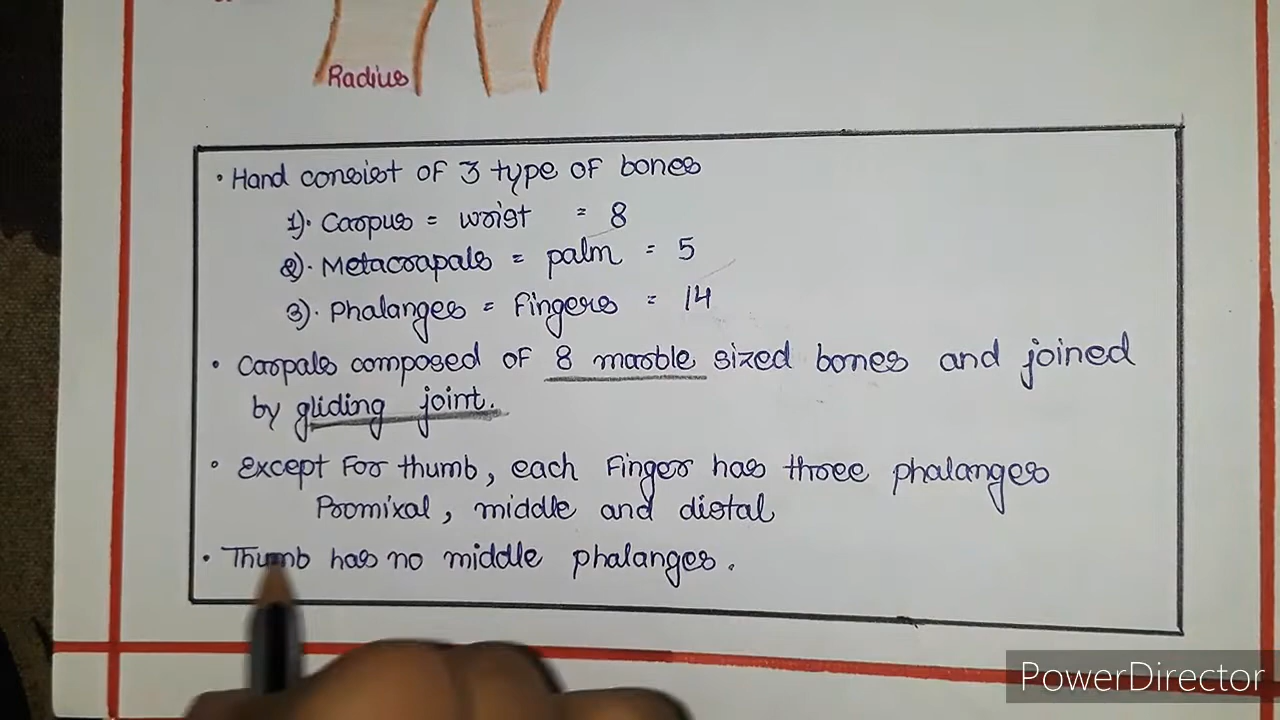 Radius
• Hand consist of 3 type of bones
1). Carpus = wrist = 8
2). Metacrapals = palm = 5
3). Phalanges = Fingers = 14
• Carpals composed of 8 marble sized bones and joined
by gliding joint.
• Except for thumb, each Finger has three phalanges
Promixal, middle and distal
• Thumb has no middle phalanges.
PowerDirector